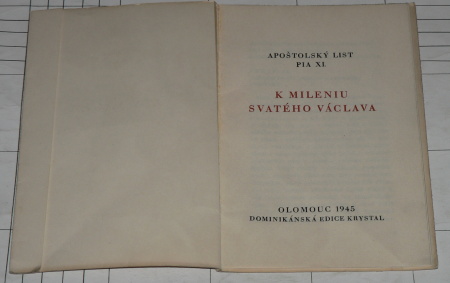 APOŠTOLSKÝ LIST
PIA XI
K MILENIU
SVATÉHO VÁCLAVA
OLOMOUC 1945
DOMINIKÁNSKÁ EDICE KRYSTAL